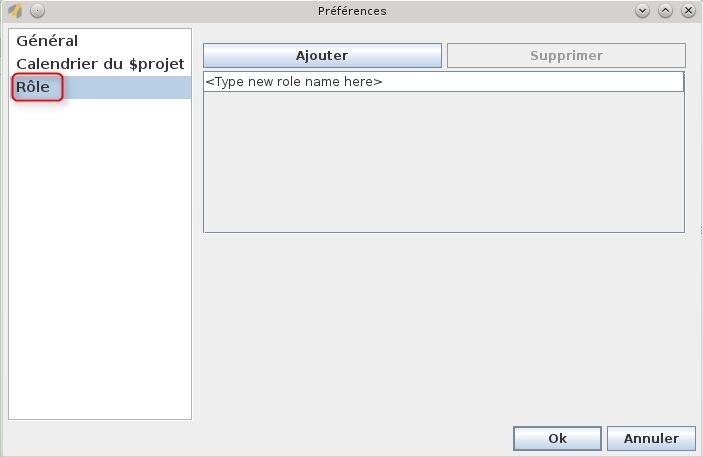 Préférences
Général
Calendrier du $projet
Rôle
Ajouter
Supprimer
<Type new role name here>
Ok
Annuler